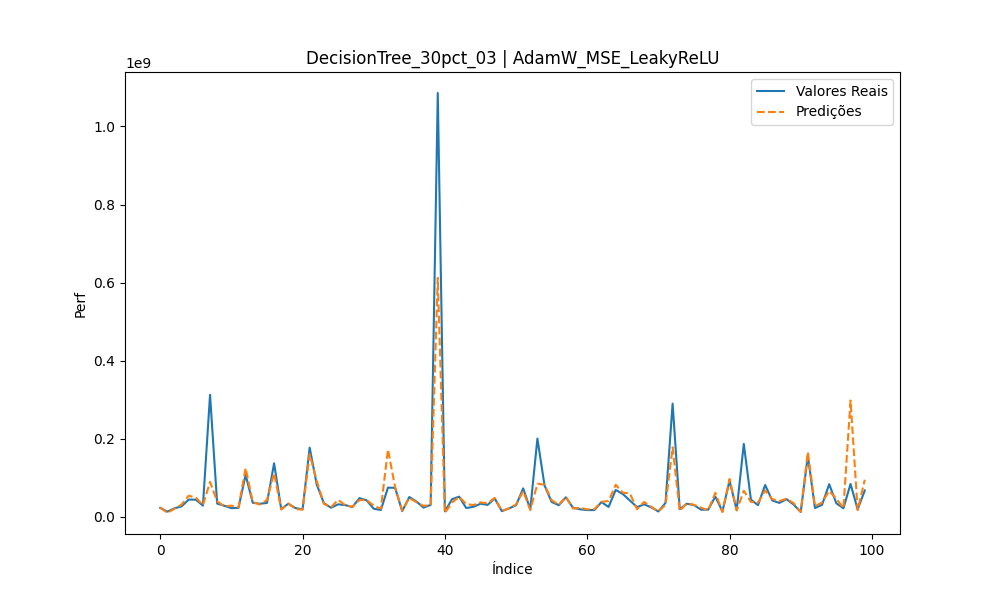 DecisionTree_30pct_03 | AdamW_MSE_LeakyReLU
1e9
Valores Reais
Predições
1.0
0.8
0.6
0.4
0.2
0.0
Perf
0 20 40 60 80 100
Índice